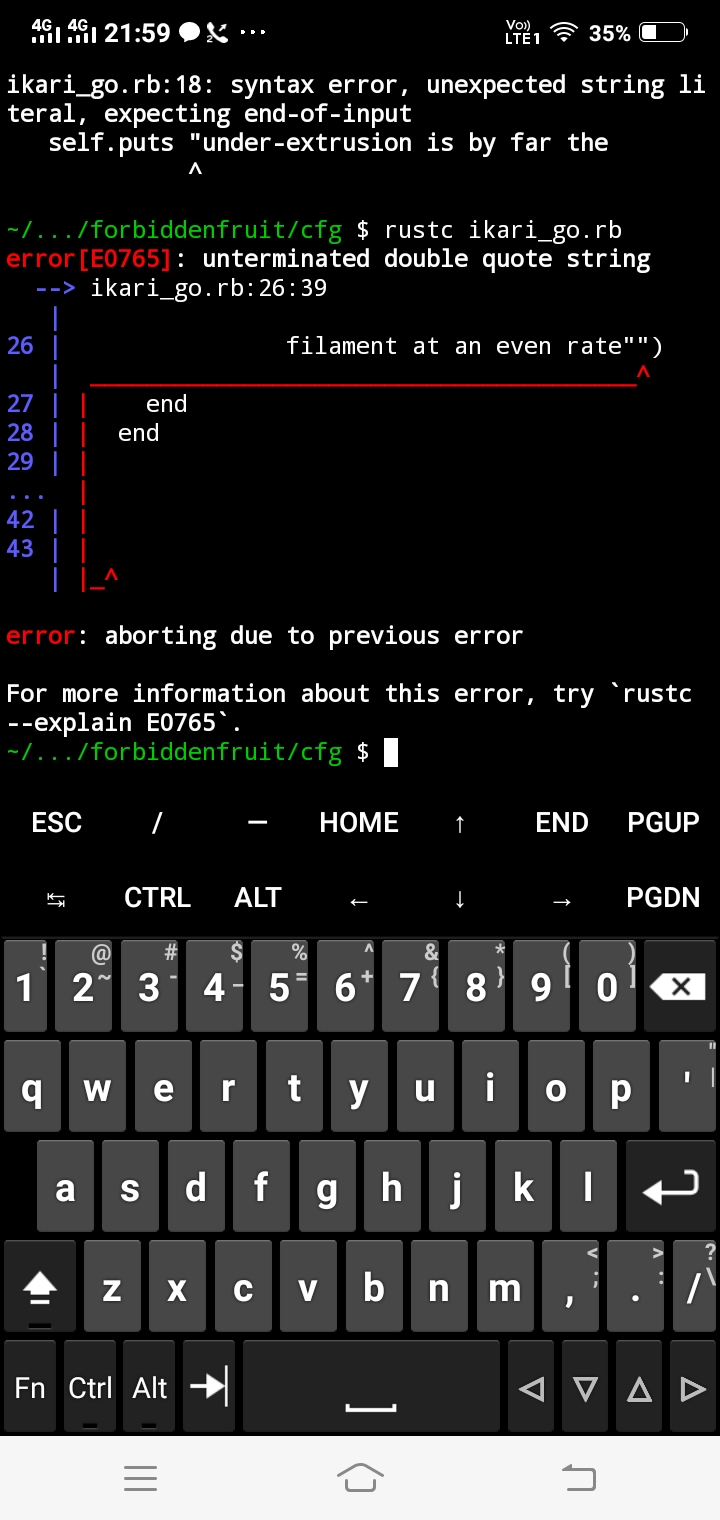 4G 4G 21:59 2 ... Vo)) LTE1 35%
ikari_go.rb:18: syntax error, unexpected string li
teral, expecting end-of-input
   self.puts "under-extrusion is by far the
             ^
~/.../forbiddenfruit/cfg $ rustc ikari_go.rb
error[E0765]: unterminated double quote string
  --> ikari_go.rb:26:39
   |
26 |                 filament at an even rate"")
   |  _______________________________________^
27 | |     end
28 | |   end
29 | |
...  |
42 | |
43 | |
   | |_^
error: aborting due to previous error
For more information about this error, try `rustc
--explain E0765`.
~/.../forbiddenfruit/cfg $
ESC / — HOME ↑ END PGUP
↹ CTRL ALT ← ↓ → PGDN
! @ # $ % ^ & * ( )
1 ` 2 ~ 3 - 4 _ 5 = 6 + 7 { 8 } 9 [ 0 ]
q w e r t y u i o p ' " |
a s d f g h j k l
z x c v b n m , < ; . > : / ? \
Fn Ctrl Alt